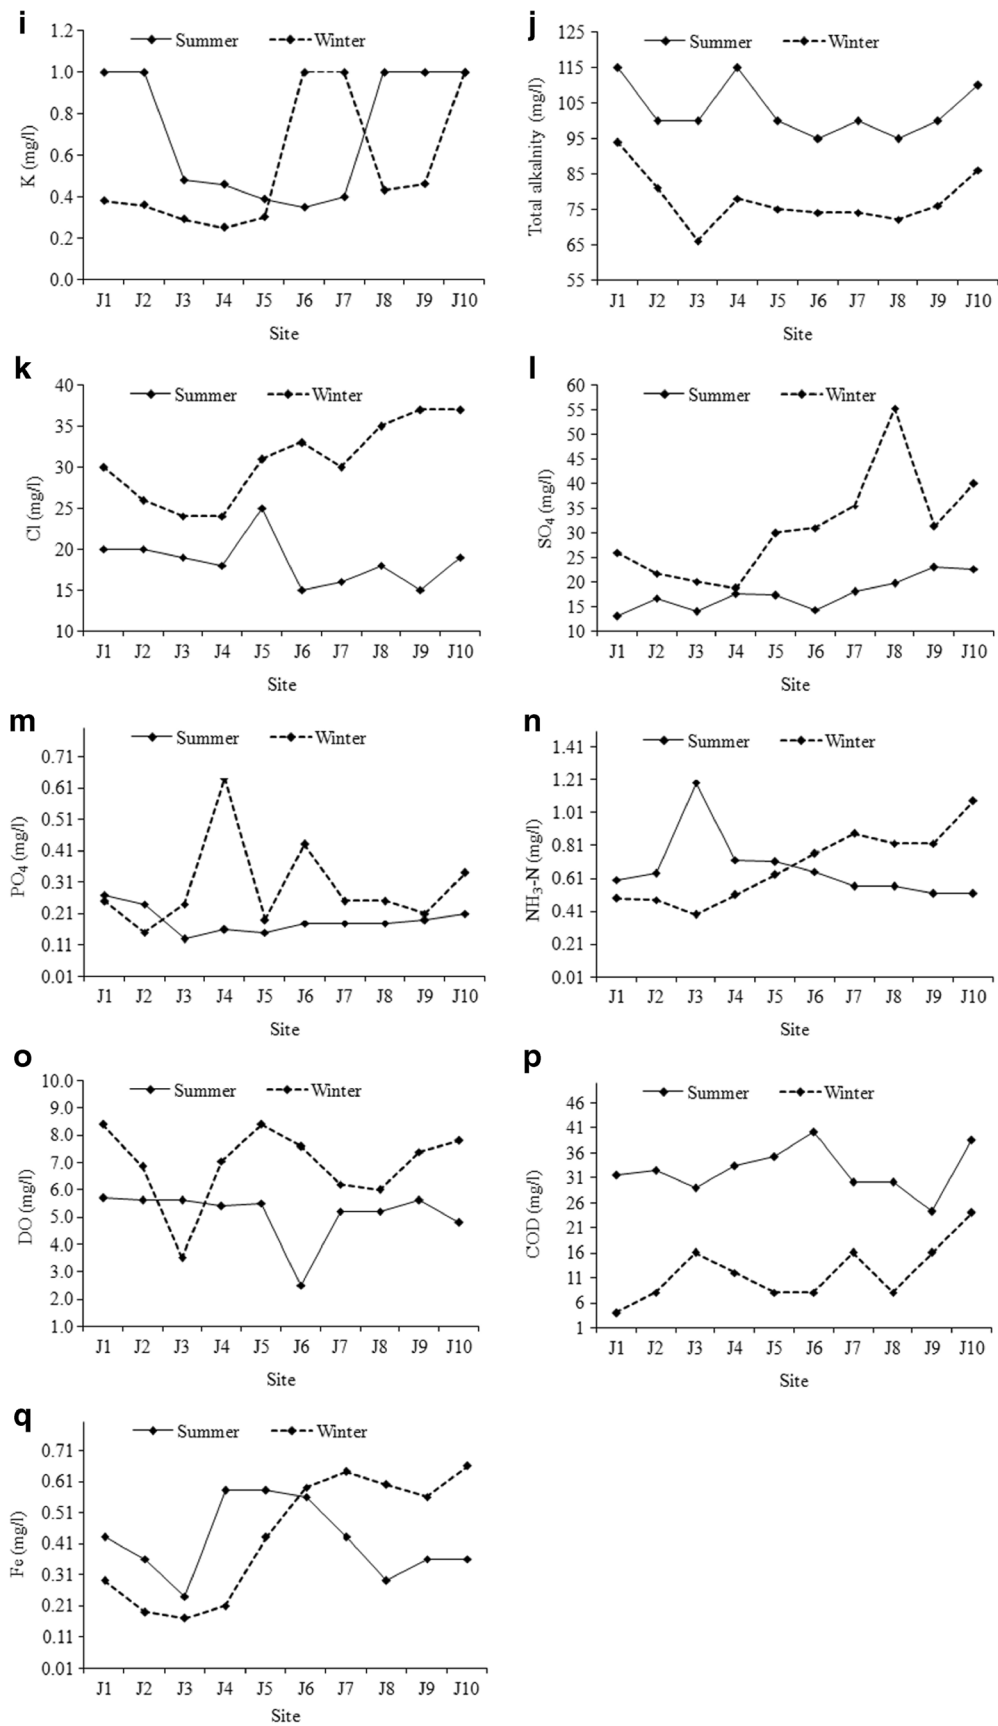 i
1.2
Summer
Winter
1.0
0.8
0.6
0.4
0.2
0.0
K (mg/l)
J1 J2 J3 J4 J5 J6 J7 J8 J9 J10
Site
j
125
Summer
Winter
115
105
95
85
75
65
55
Total alkalnity (mg/l)
J1 J2 J3 J4 J5 J6 J7 J8 J9 J10
Site
k
40
Summer
Winter
35
30
25
20
15
10
Cl (mg/l)
J1 J2 J3 J4 J5 J6 J7 J8 J9 J10
Site
l
60
Summer
Winter
55
50
45
40
35
30
25
20
15
10
SO4 (mg/l)
J1 J2 J3 J4 J5 J6 J7 J8 J9 J10
Site
m
Summer
Winter
0.71
0.61
0.51
0.41
0.31
0.21
0.11
0.01
PO4 (mg/l)
J1 J2 J3 J4 J5 J6 J7 J8 J9 J10
Site
n
Summer
Winter
1.41
1.21
1.01
0.81
0.61
0.41
0.21
0.01
NH3-N (mg/l)
J1 J2 J3 J4 J5 J6 J7 J8 J9 J10
Site
o
10.0
Summer
Winter
9.0
8.0
7.0
6.0
5.0
4.0
3.0
2.0
1.0
DO (mg/l)
J1 J2 J3 J4 J5 J6 J7 J8 J9 J10
Site
p
Summer
Winter
46
41
36
31
26
21
16
11
6
1
COD (mg/l)
J1 J2 J3 J4 J5 J6 J7 J8 J9 J10
Site
q
Summer
Winter
0.71
0.61
0.51
0.41
0.31
0.21
0.11
0.01
Fe (mg/l)
J1 J2 J3 J4 J5 J6 J7 J8 J9 J10
Site